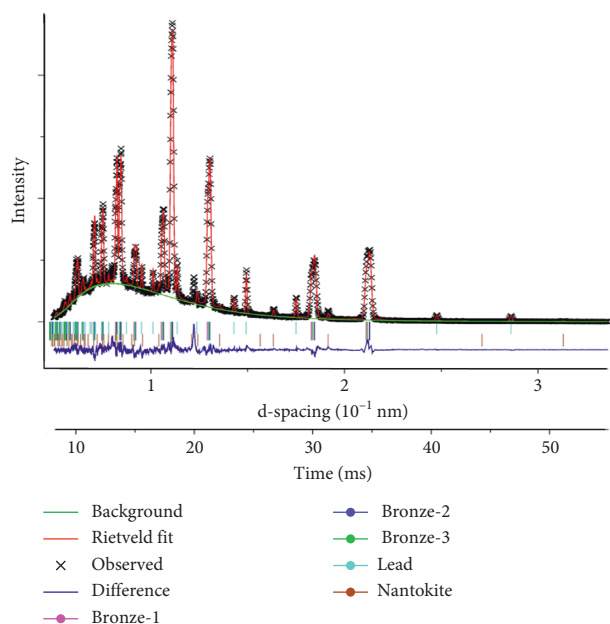 Intensity
1 2 3
d-spacing (10⁻¹ nm)
10 20 30 40 50
Time (ms)
Background
Rietveld fit
Observed
Difference
Bronze-1
Bronze-2
Bronze-3
Lead
Nantokite